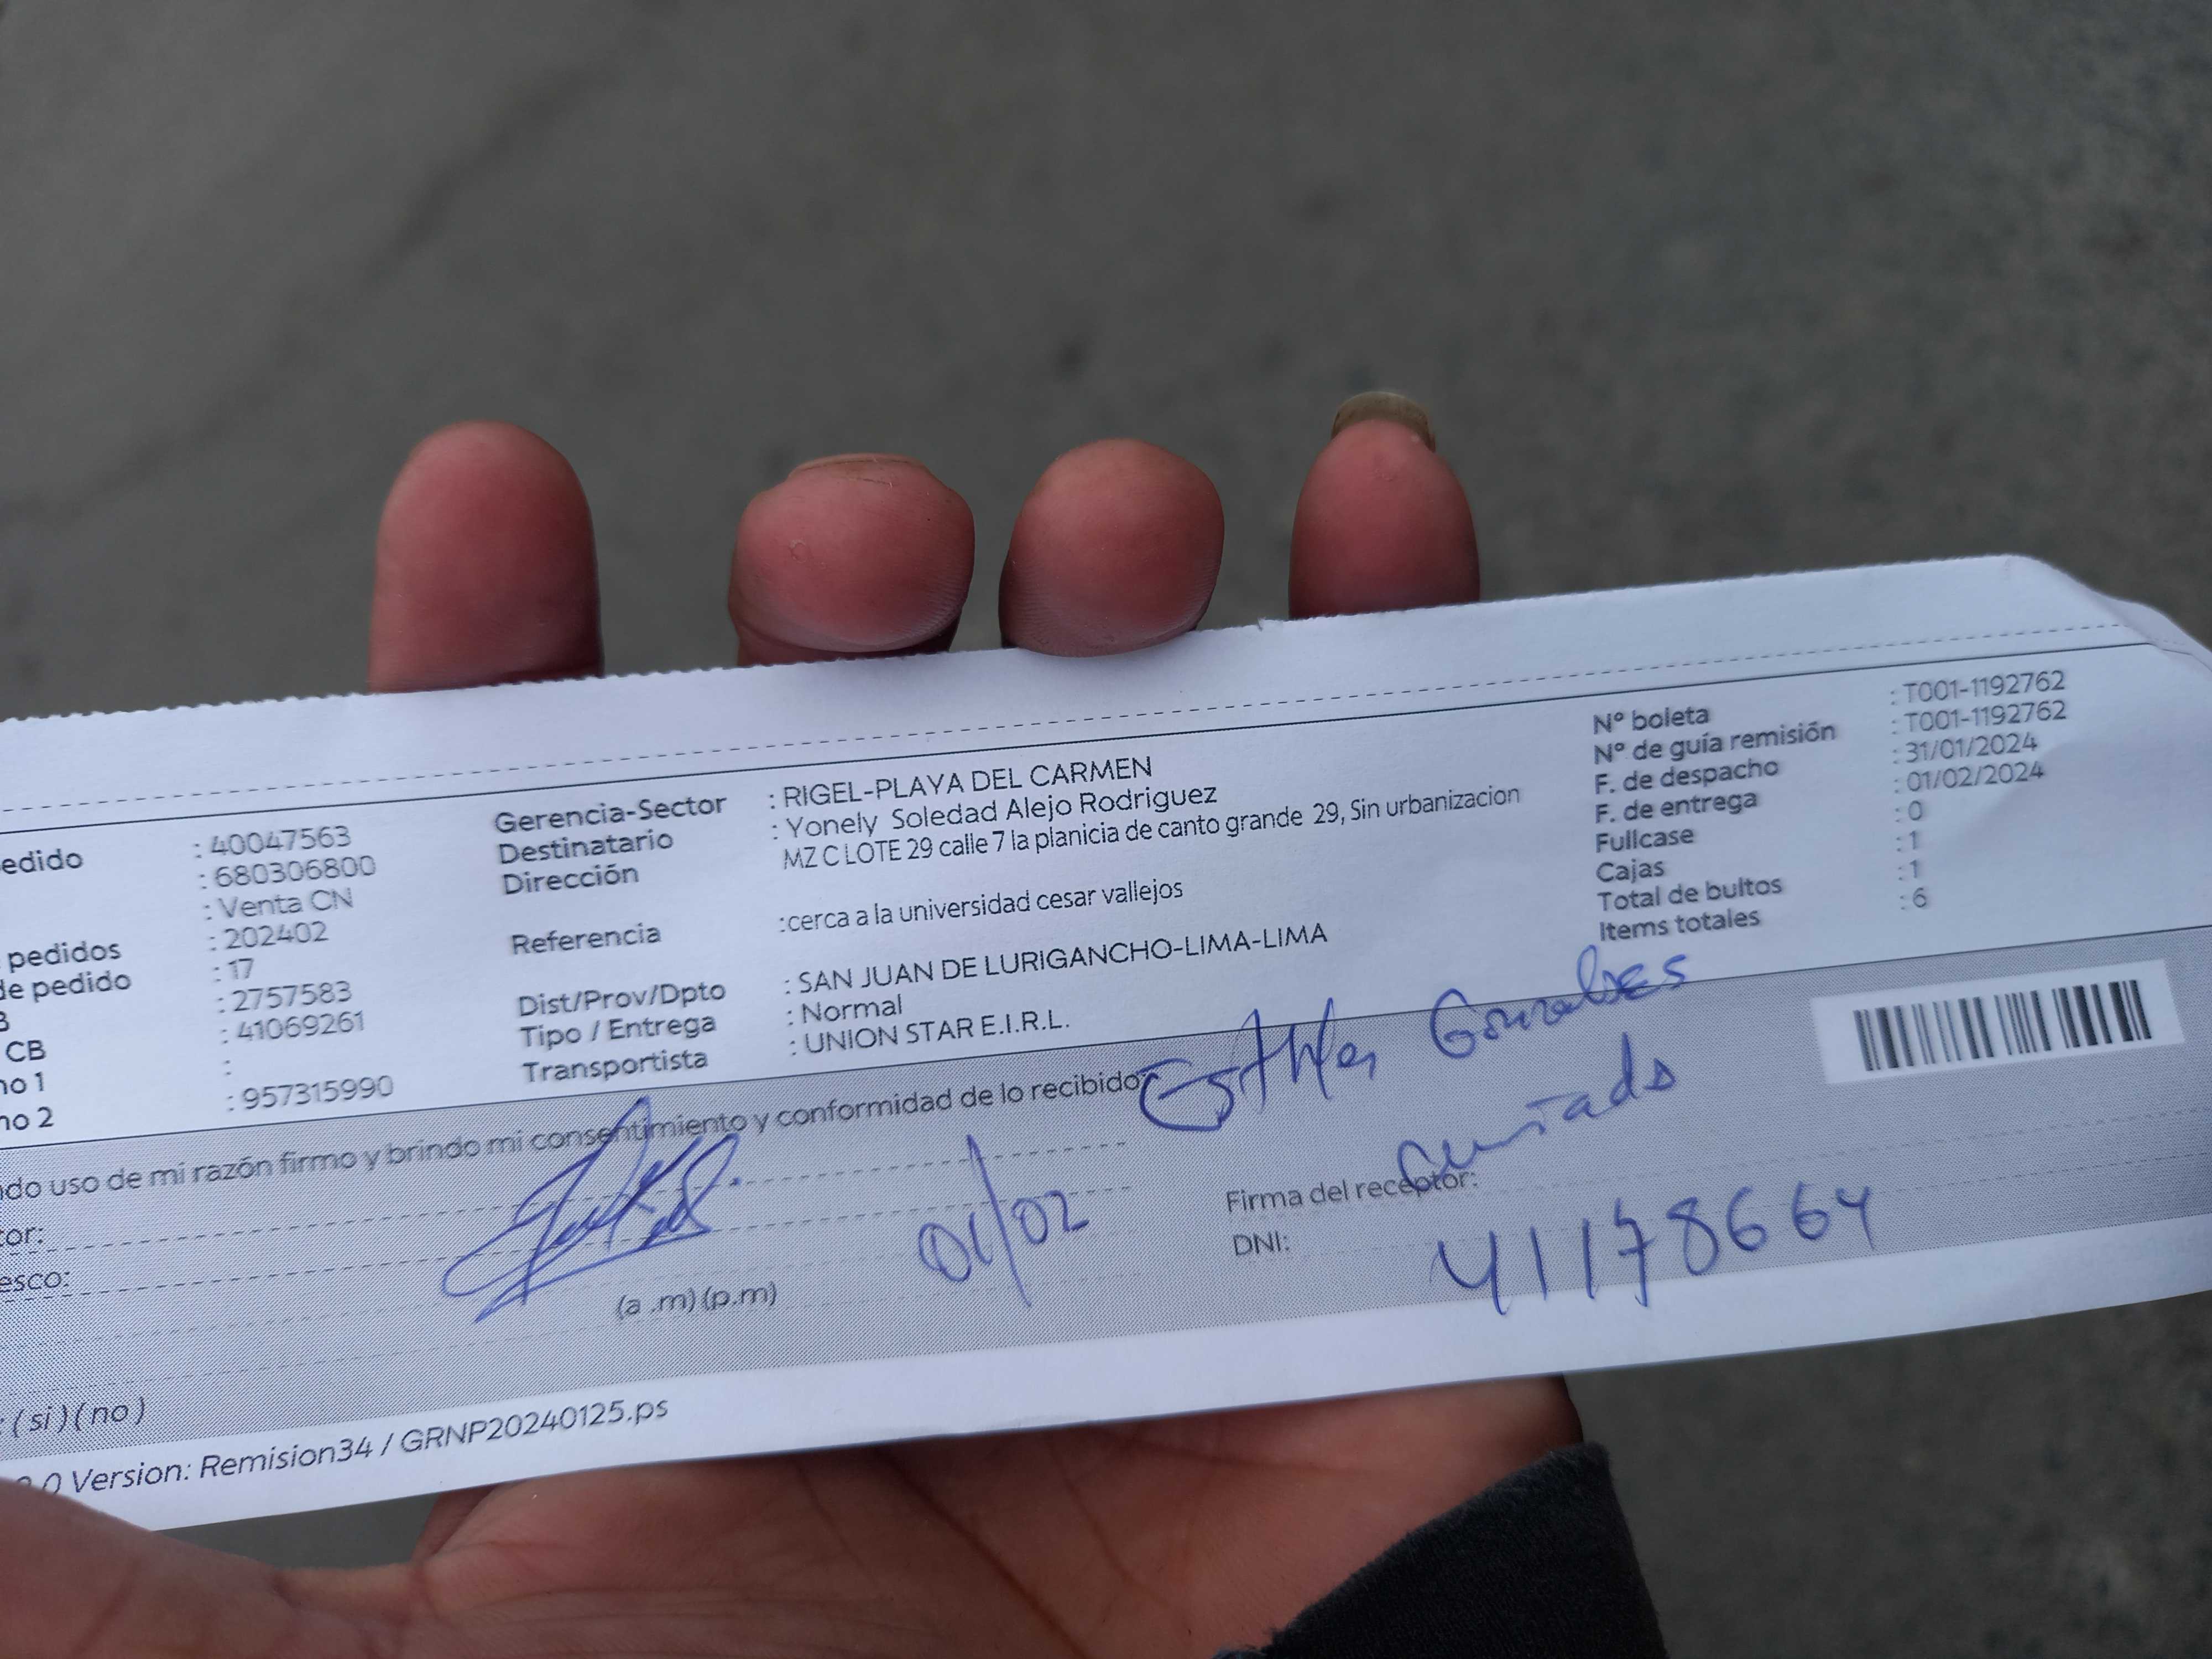 edido : 40047563
: 680306800
: Venta CN
pedidos : 202402
de pedido : 17
: 2757583
CB : 41069261
no 1 :
no 2 : 957315990
Gerencia-Sector : RIGEL-PLAYA DEL CARMEN
Destinatario : Yonely Soledad Alejo Rodriguez
Dirección MZ C LOTE 29 calle 7 la planicia de canto grande 29, Sin urbanizacion
Referencia :cerca a la universidad cesar vallejos
Dist/Prov/Dpto : SAN JUAN DE LURIGANCHO-LIMA-LIMA
Tipo / Entrega : Normal
Transportista : UNION STAR E.I.R.L.
Nº boleta : T001-1192762
Nº de guía remisión : T001-1192762
F. de despacho : 31/01/2024
F. de entrega : 01/02/2024
Fullcase : 0
Cajas : 1
Total de bultos : 1
Items totales : 6
ndo uso de mi razón firmo y brindo mi consentimiento y conformidad de lo recibido
tor:
esco:
(a .m) (p.m)
01/02
Firma del receptor:
DNI: 41178664
: ( si ) ( no )
0 Version: Remision34 / GRNP20240125.ps